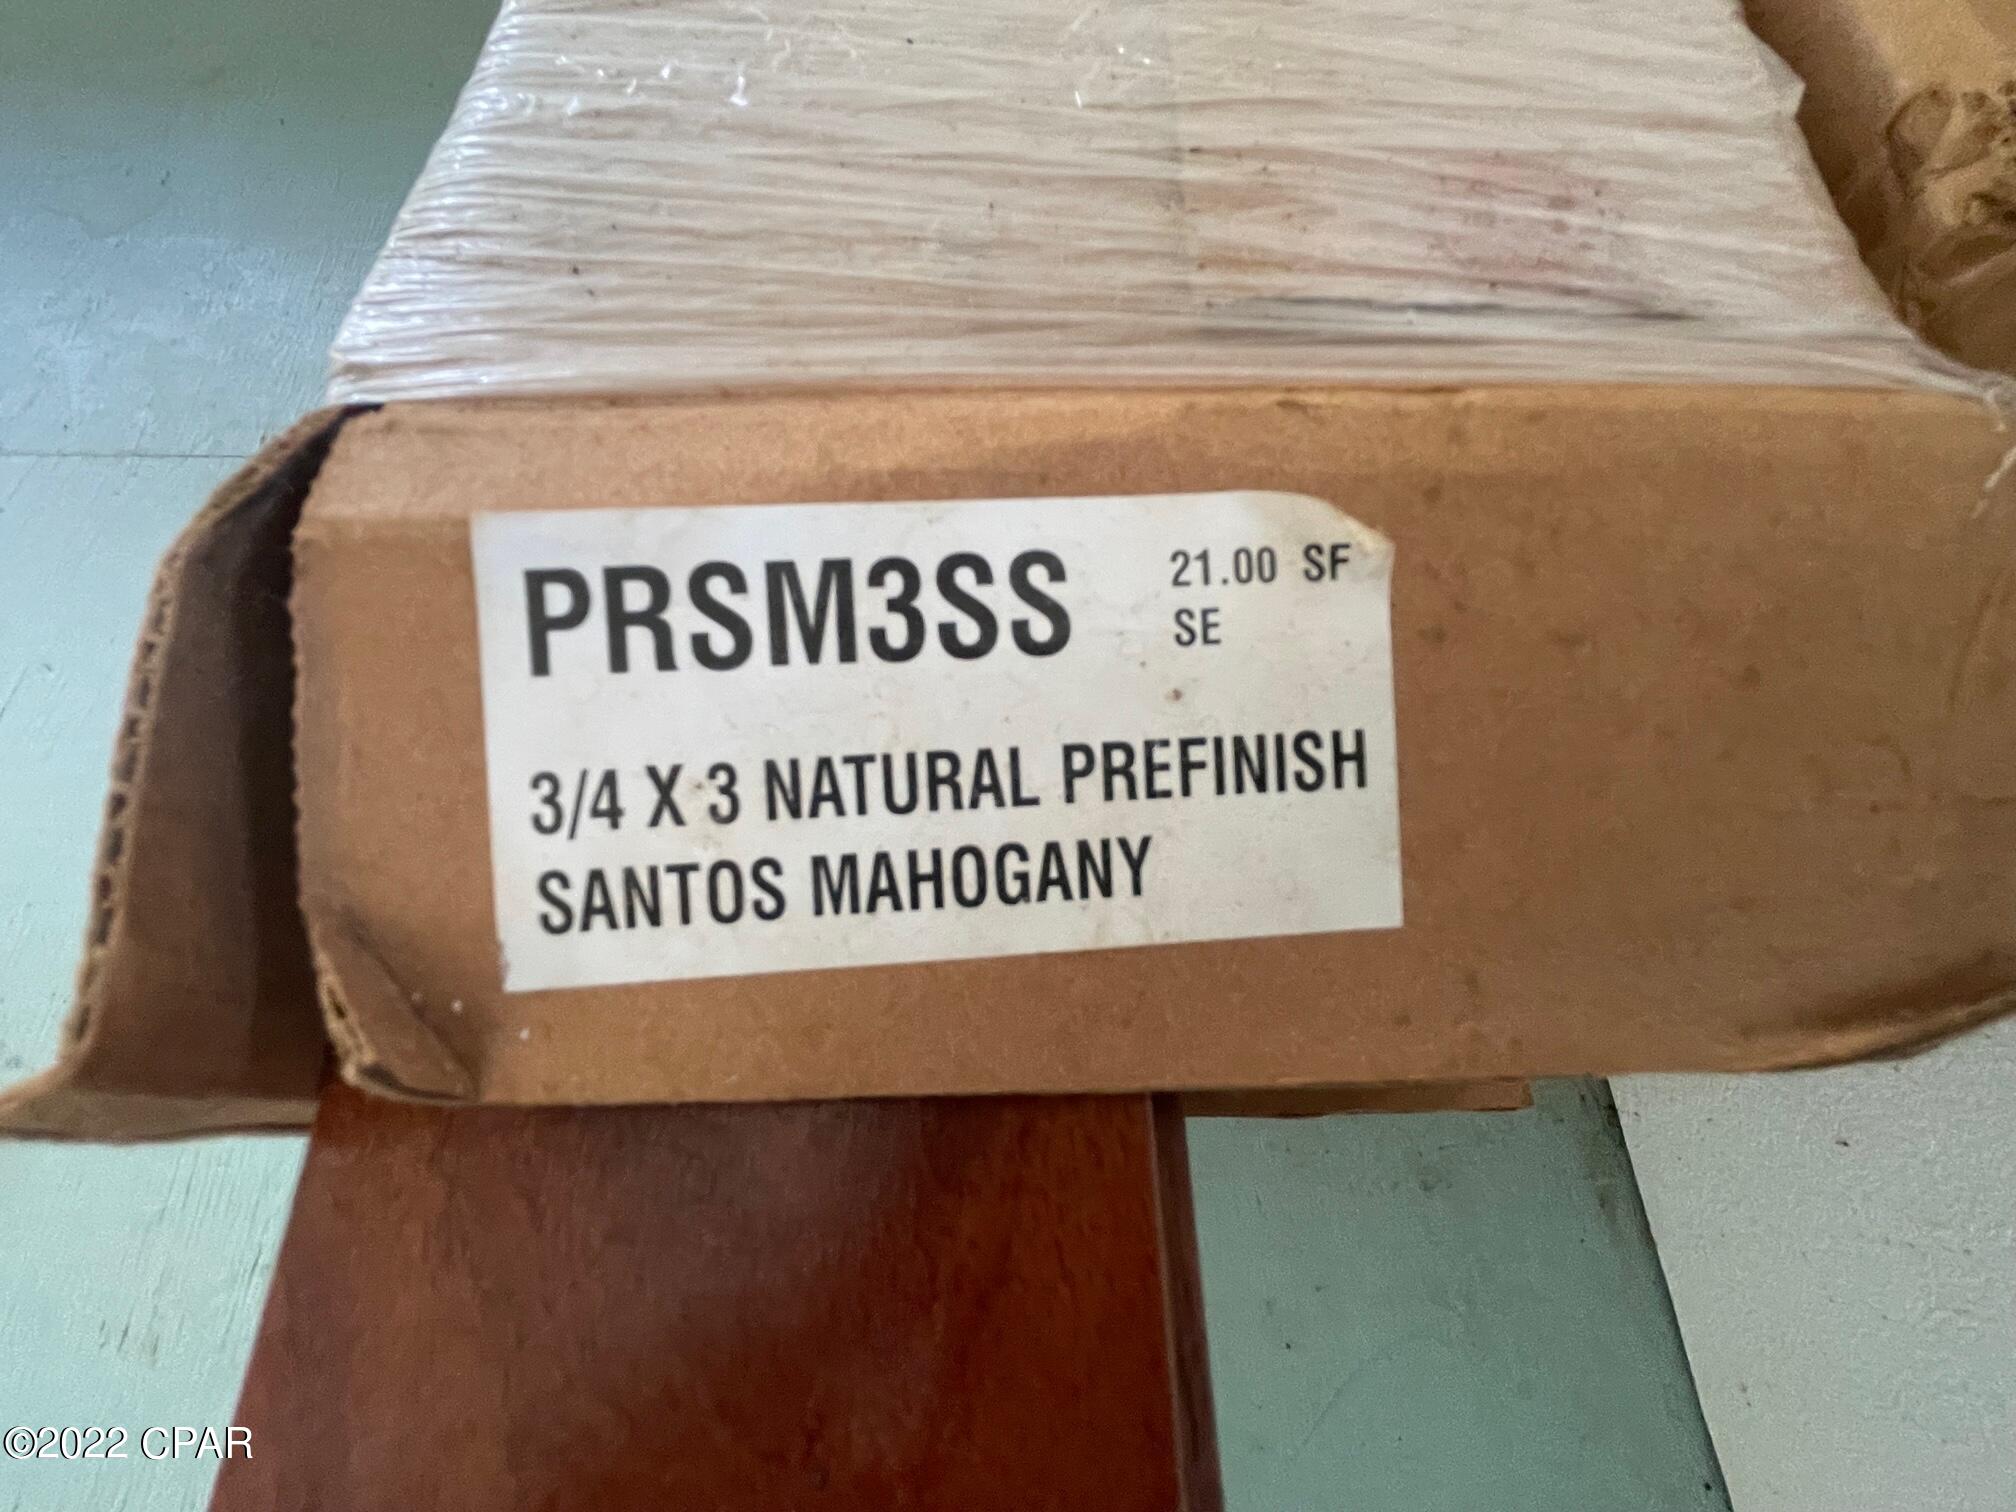 PRSM3SS
21.00 SF
SE
3/4 X 3 NATURAL PREFINISH
SANTOS MAHOGANY
©2022 CPAR